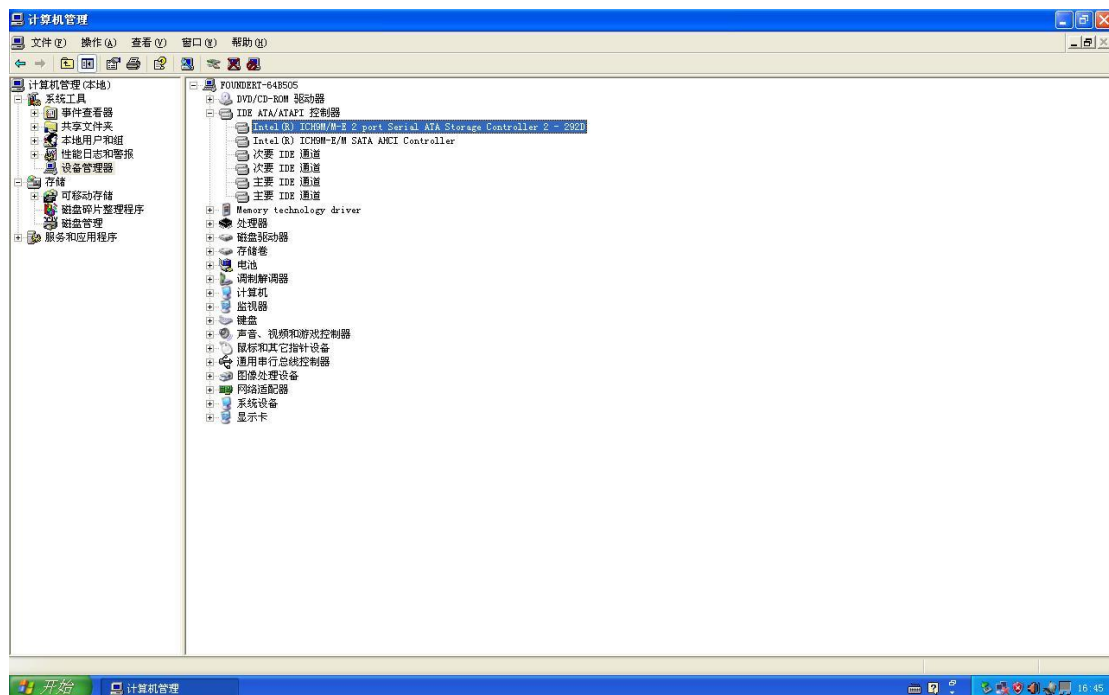 计算机管理
文件(F) 操作(A) 查看(V) 窗口(W) 帮助(H)
计算机管理(本地)
系统工具
事件查看器
共享文件夹
本地用户和组
性能日志和警报
设备管理器
存储
可移动存储
磁盘碎片整理程序
磁盘管理
服务和应用程序
FOUNDERT-64B505
DVD/CD-ROM 驱动器
IDE ATA/ATAPI 控制器
Intel(R) ICH9M/M-E 2 port Serial ATA Storage Controller 2 - 292D
Intel(R) ICH9M-E/M SATA AHCI Controller
次要 IDE 通道
次要 IDE 通道
主要 IDE 通道
主要 IDE 通道
Memory technology driver
处理器
磁盘驱动器
存储卷
电池
调制解调器
计算机
监视器
键盘
声音、视频和游戏控制器
鼠标和其它指针设备
通用串行总线控制器
图像处理设备
网络适配器
系统设备
显示卡
开始 计算机管理 16:45